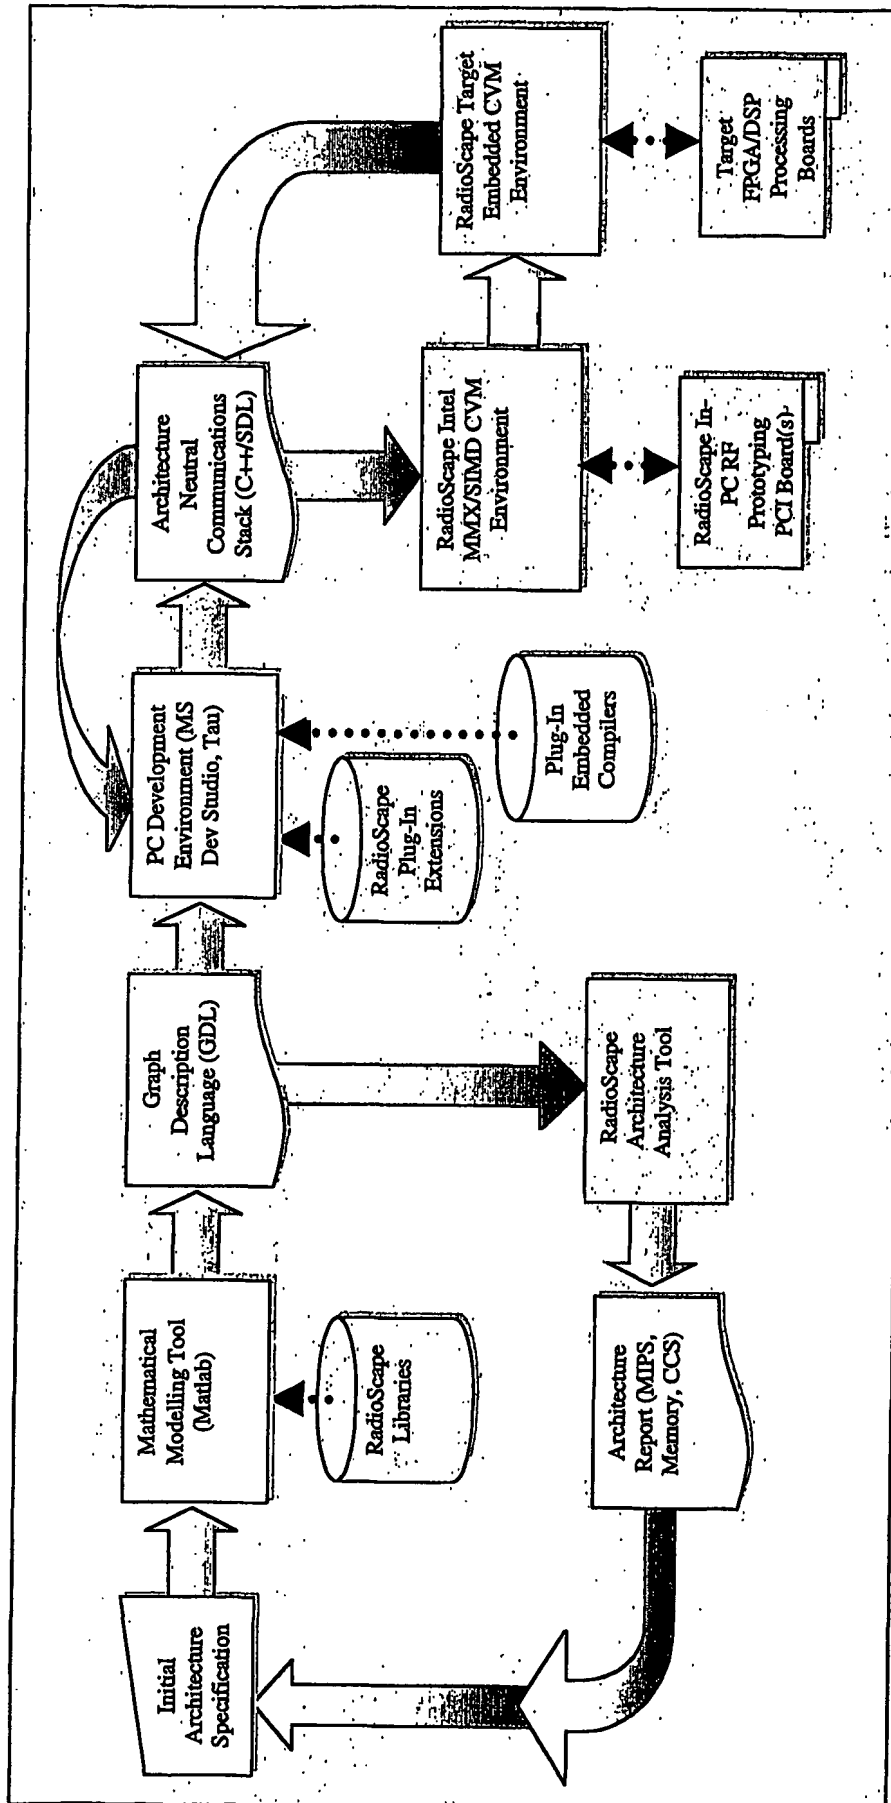 Initial
Architecture
Specification
Mathematical
Modelling Tool
(Matlab)
RadioScape
Libraries
Graph
Description
Language (GDL)
PC Development
Environment (MS
Dev Studio, Tau)
RadioScape
Plug-In
Extensions
Plug-In
Embedded
Compilers
Architecture
Neutral
Communications
Stack (C++/SDL)
RadioScape Intel
MMX/SIMD CVM
Environment
RadioScape Target
Embedded CVM
Environment
RadioScape In-
PC RF
Prototyping
PCI Board(s)
Target
FPGA/DSP
Processing
Boards
RadioScape
Architecture
Analysis Tool
Architecture
Report (MIPS,
Memory, CCS)